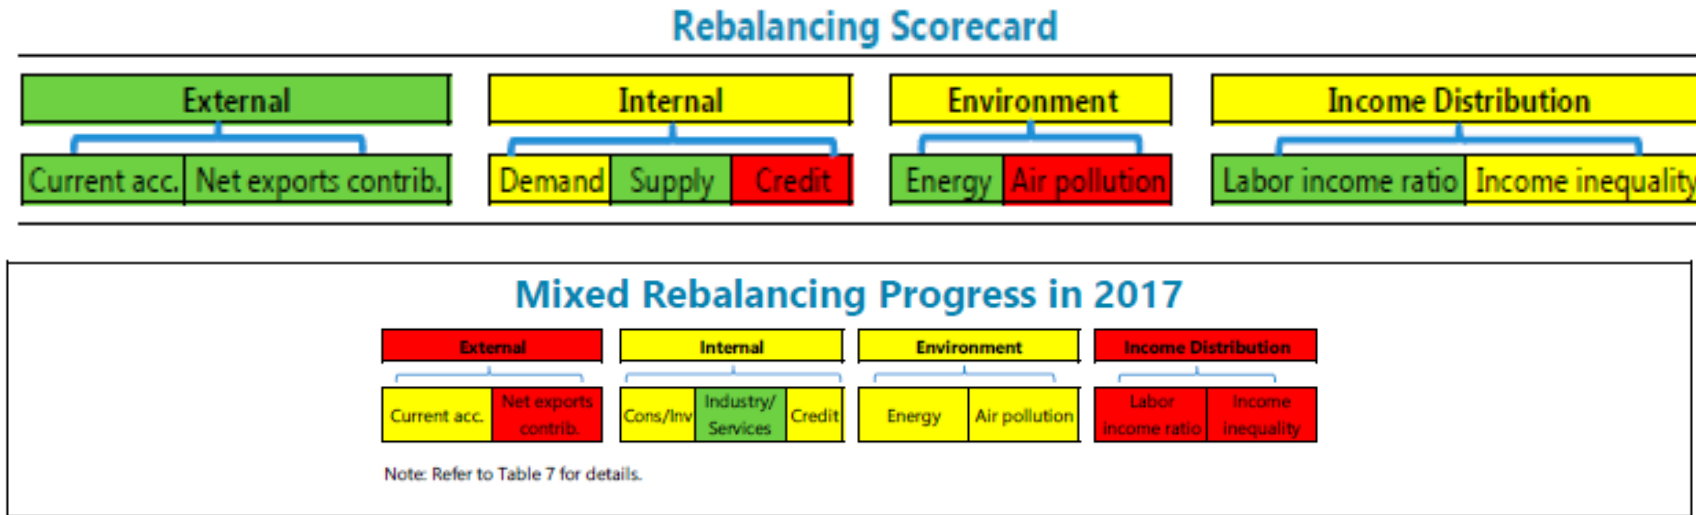 Rebalancing Scorecard
External Internal Environment Income Distribution
Current acc. Net exports contrib. Demand Supply Credit Energy Air pollution Labor income ratio Income inequality
Mixed Rebalancing Progress in 2017
External Internal Environment Income Distribution
Current acc. Net exports contrib. Cons/Inv Industry/ Services Credit Energy Air pollution Labor income ratio Income inequality
Note: Refer to Table 7 for details.